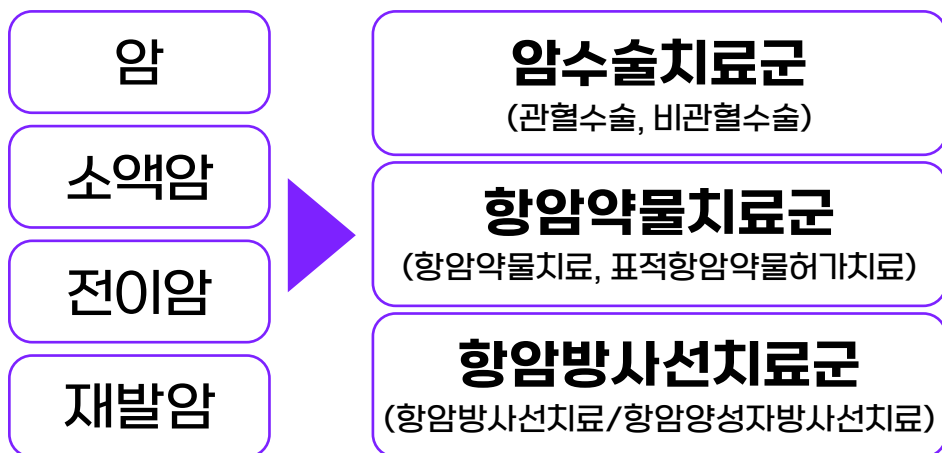 암
소액암
전이암
재발암
암수술치료군
(관혈수술, 비관혈수술)
항암약물치료군
(항암약물치료, 표적항암약물허가치료)
항암방사선치료군
(항암방사선치료/항암양성자방사선치료)